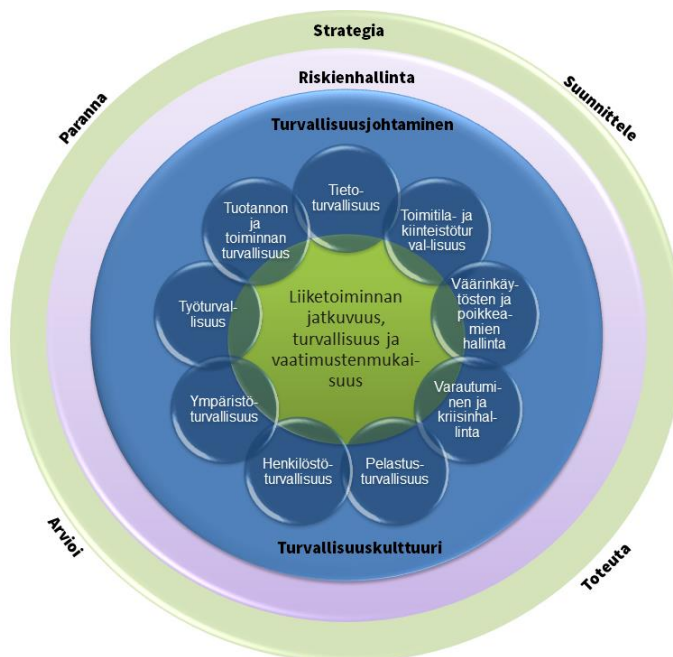 Strategia
Suunnittele
Paranna
Riskienhallinta
Turvallisuusjohtaminen
Tieto-
turvallisuus
Toimitila- ja
kiinteistötur
val-lisuus
Väärinkäy-
tösten ja
poikkea-
mien
hallinta
Varautumi-
nen ja
kriisinhal-
linta
Pelastus-
turvallisuus
Henkilöstö-
turvallisuus
Ympäristö-
turvallisuus
Työturval-
lisuus
Tuotannon
ja
toiminnan
turvallisuus
Liiketoiminnan
jatkuvuus,
turvallisuus ja
vaatimustenmukai-
suus
Turvallisuuskulttuuri
Arvioi
Toteuta